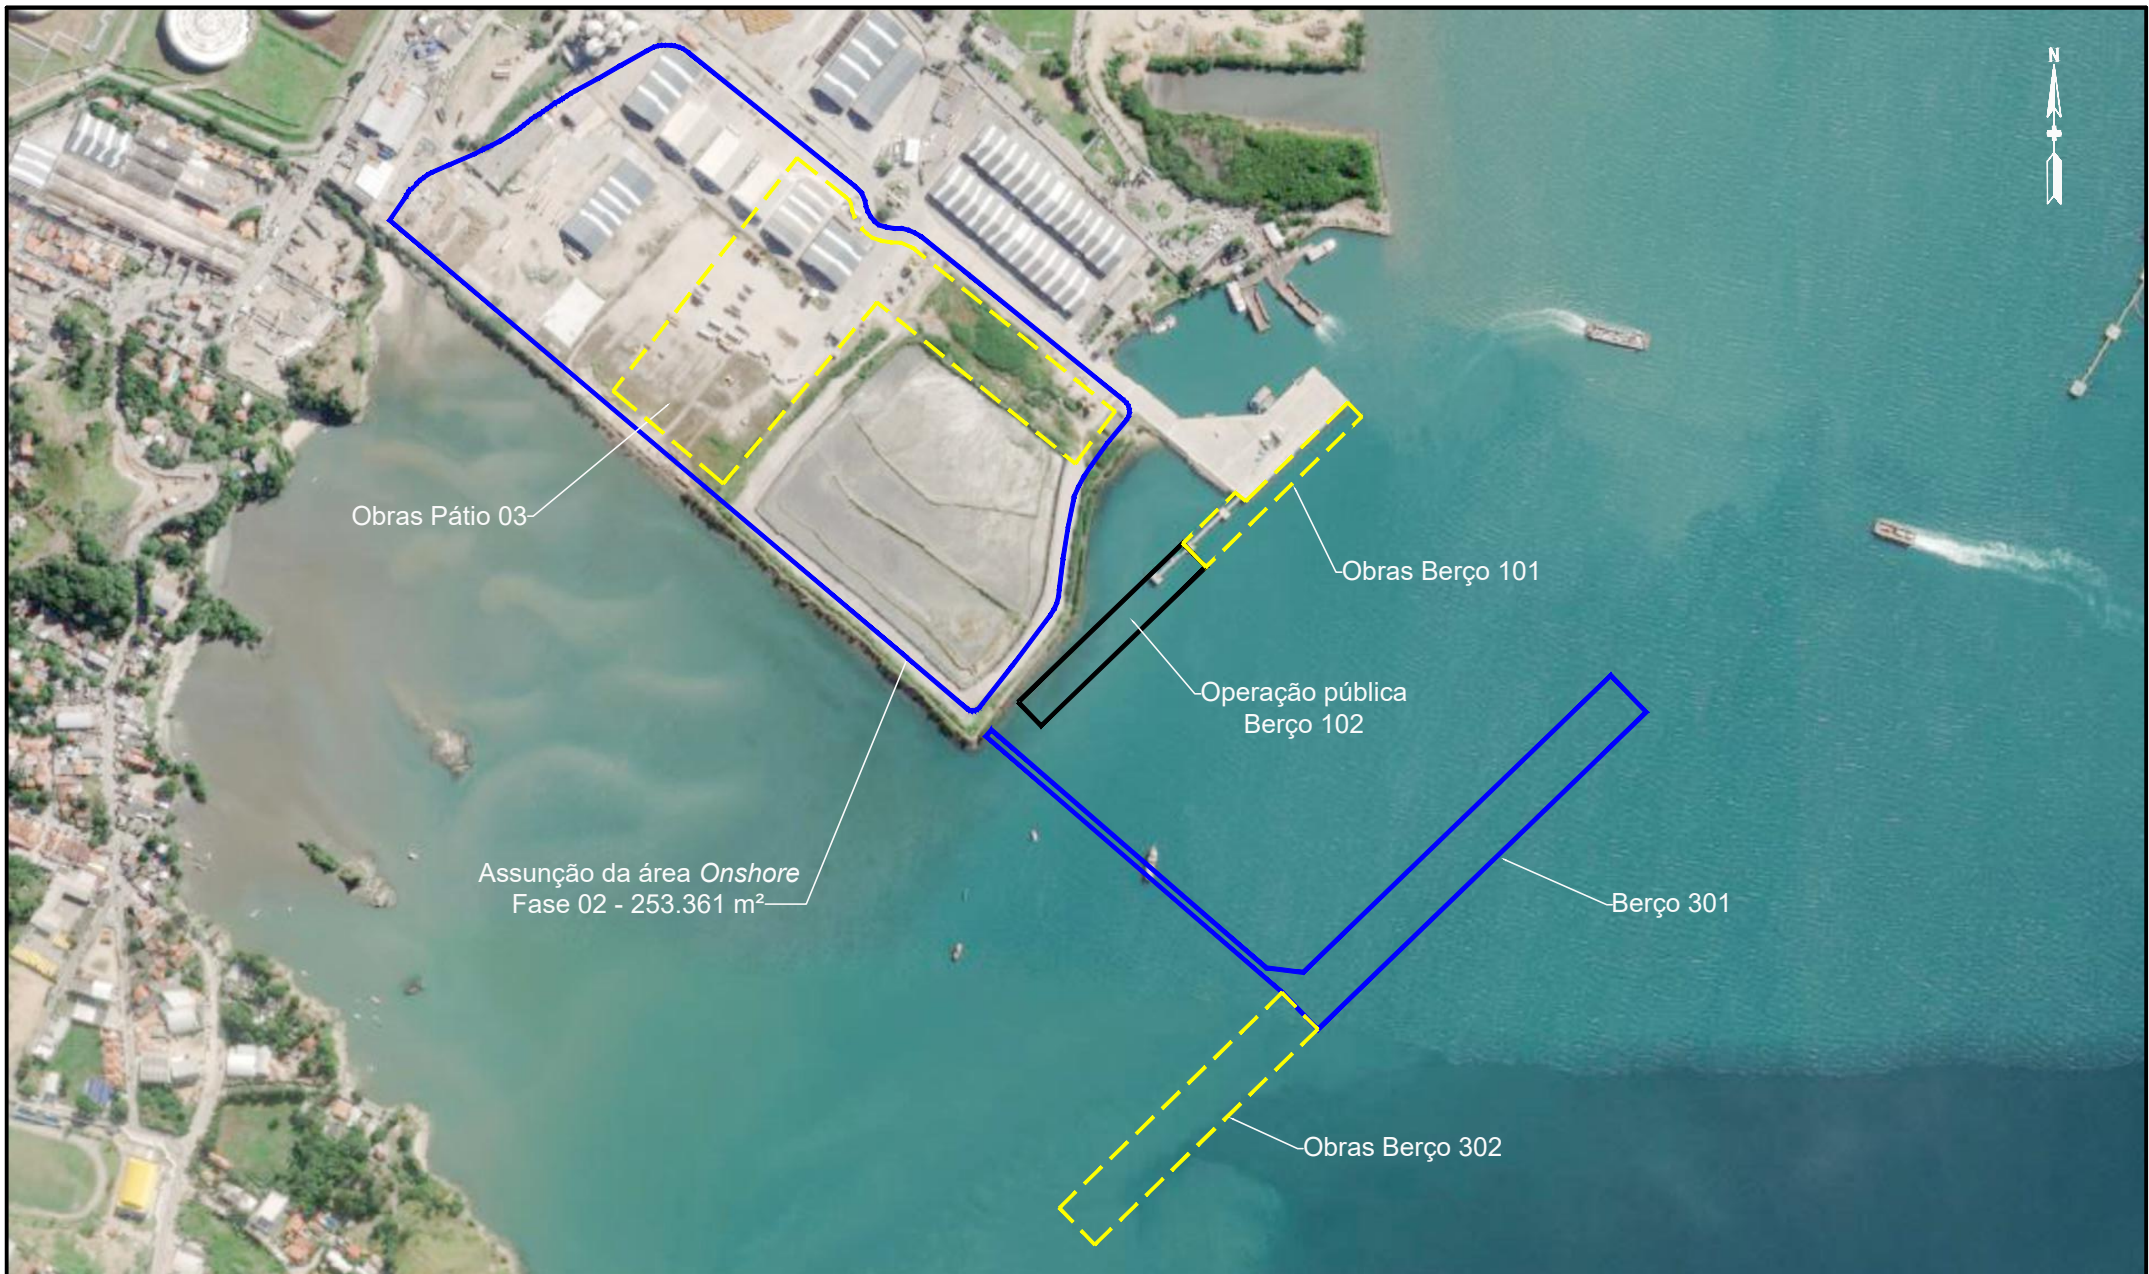 N
Obras Pátio 03
Obras Berço 101
Operação pública
Berço 102
Assunção da área Onshore
Fase 02 - 253.361 m²
Berço 301
Obras Berço 302